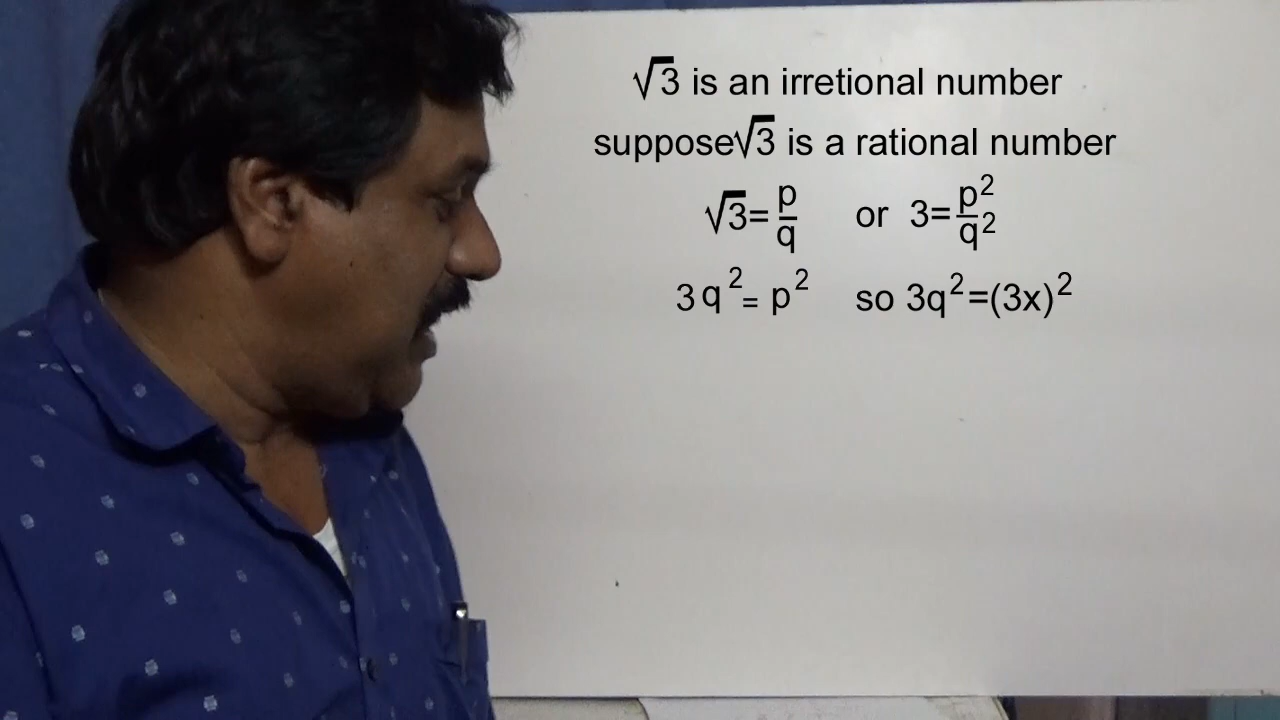 √3 is an irretional number
suppose√3 is a rational number
√3=p/q or 3=p²/q²
3q²=p² so 3q²=(3x)²